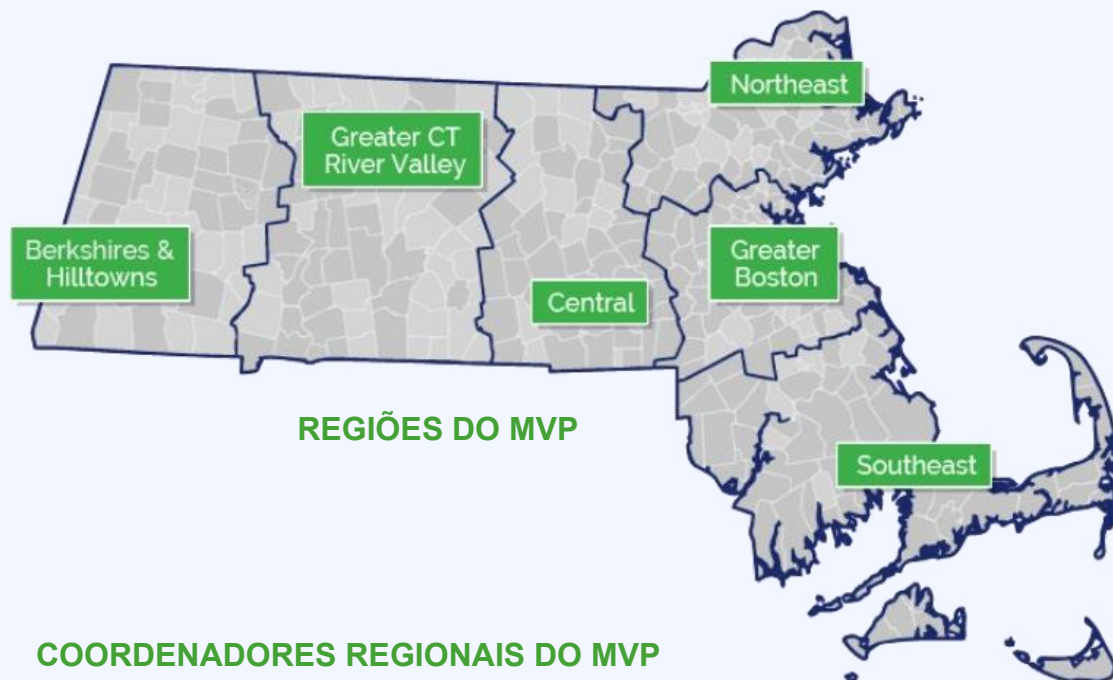 Northeast
Greater CT
River Valley
Berkshires &
Hilltowns
Greater
Boston
Central
REGIÕES DO MVP
Southeast
COORDENADORES REGIONAIS DO MVP